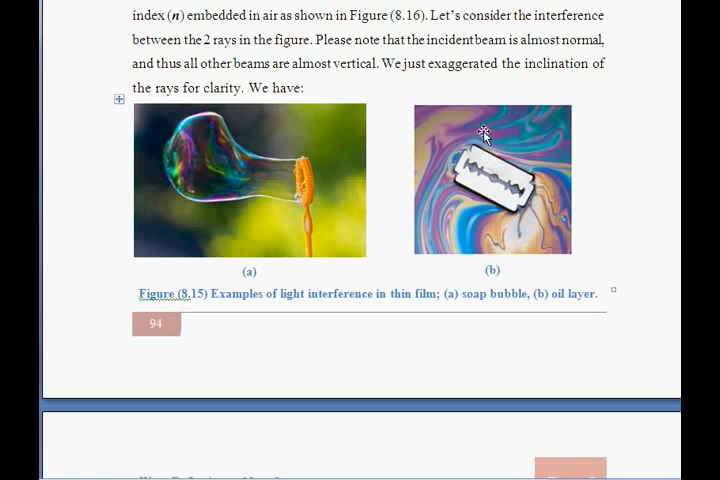 index (n) embedded in air as shown in Figure (8.16). Let's consider the interference
between the 2 rays in the figure. Please note that the incident beam is almost normal,
and thus all other beams are almost vertical. We just exaggerated the inclination of
the rays for clarity. We have:
(a)
(b)
Figure (8.15) Examples of light interference in thin film; (a) soap bubble, (b) oil layer.
94